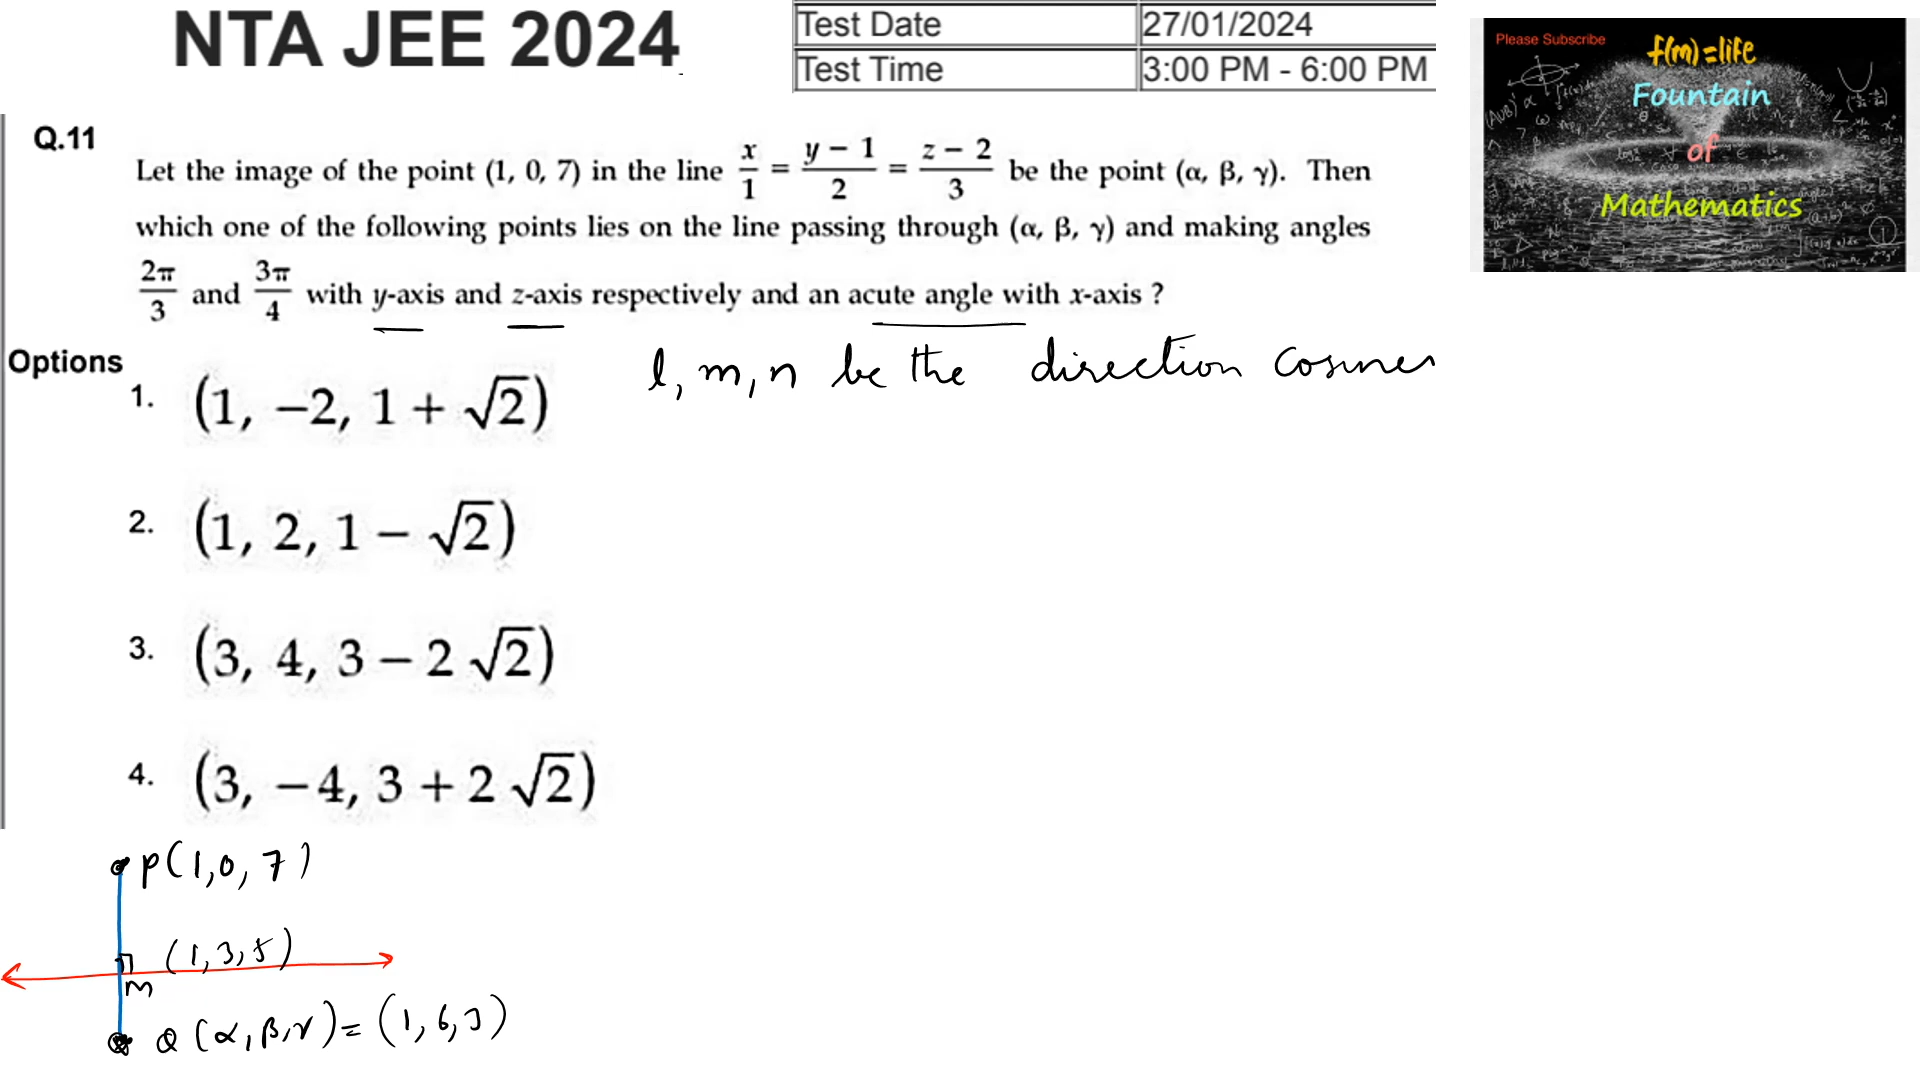 NTA JEE 2024
Test Date 27/01/2024
Test Time 3:00 PM - 6:00 PM
Please Subscribe
f(m)=life
Fountain
of
Mathematics
Q.11
Let the image of the point (1, 0, 7) in the line x/1 = (y − 1)/2 = (z − 2)/3 be the point (α, β, γ). Then
which one of the following points lies on the line passing through (α, β, γ) and making angles
2π/3 and 3π/4 with y-axis and z-axis respectively and an acute angle with x-axis ?
Options
l, m, n be the direction cosines
1. (1, −2, 1 + √2)
2. (1, 2, 1 − √2)
3. (3, 4, 3 − 2 √2)
4. (3, −4, 3 + 2 √2)
P(1,0,7)
(1,3,5)
m
Q(α,β,γ)=(1,6,3)